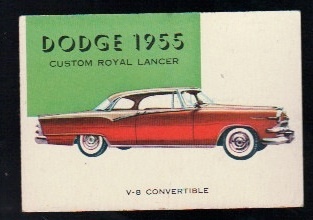 DODGE 1955
CUSTOM ROYAL LANCER
V-8 CONVERTIBLE